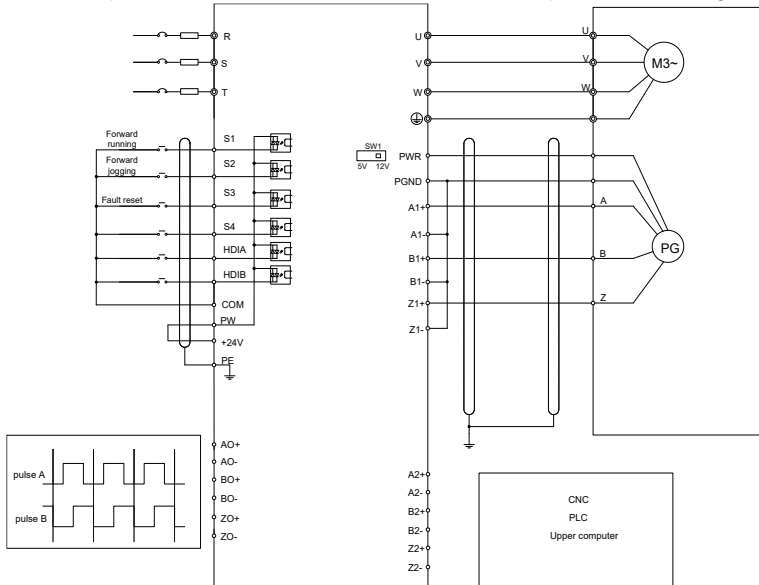 R
S
T
Forward
running
Forward
jogging
Fault reset
S1
S2
S3
S4
HDIA
HDIB
COM
PW
+24V
PE
U
V
W
SW1
5V 12V
PWR
PGND
A1+
A1-
B1+
B1-
Z1+
Z1-
U
V
W
M3~
A
B
Z
PG
pulse A
pulse B
AO+
AO-
BO+
BO-
ZO+
ZO-
A2+
A2-
B2+
B2-
Z2+
Z2-
CNC
PLC
Upper computer